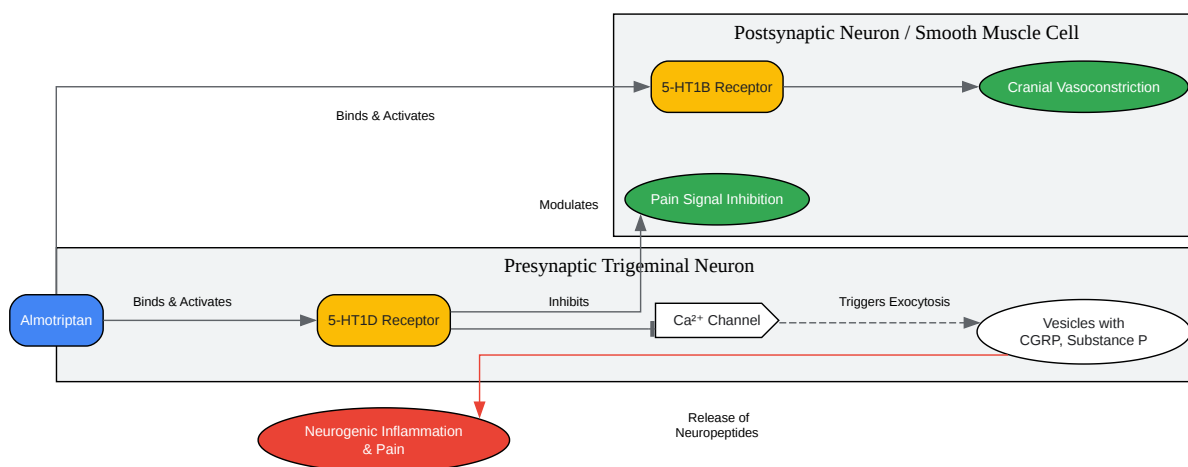 Postsynaptic Neuron / Smooth Muscle Cell
5-HT1B Receptor
Cranial Vasoconstriction
Binds & Activates
Pain Signal Inhibition
Modulates
Presynaptic Trigeminal Neuron
Binds & Activates
Inhibits
Triggers Exocytosis
Almotriptan
5-HT1D Receptor
Ca²⁺ Channel
Vesicles with
CGRP, Substance P
Release of
Neuropeptides
Neurogenic Inflammation
& Pain